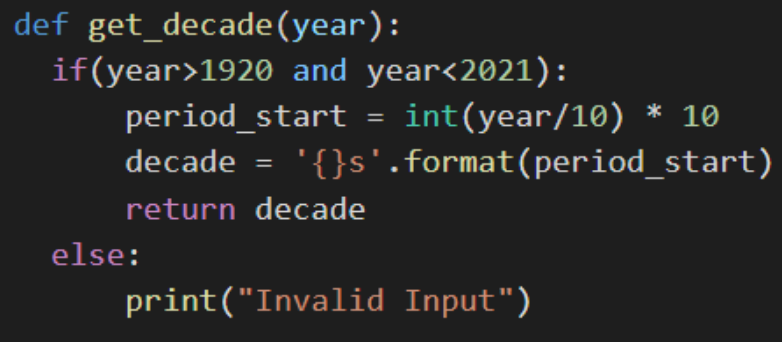 def get_decade(year):
  if(year>1920 and year<2021):
      period_start = int(year/10) * 10
      decade = '{}s'.format(period_start)
      return decade
  else:
      print("Invalid Input")